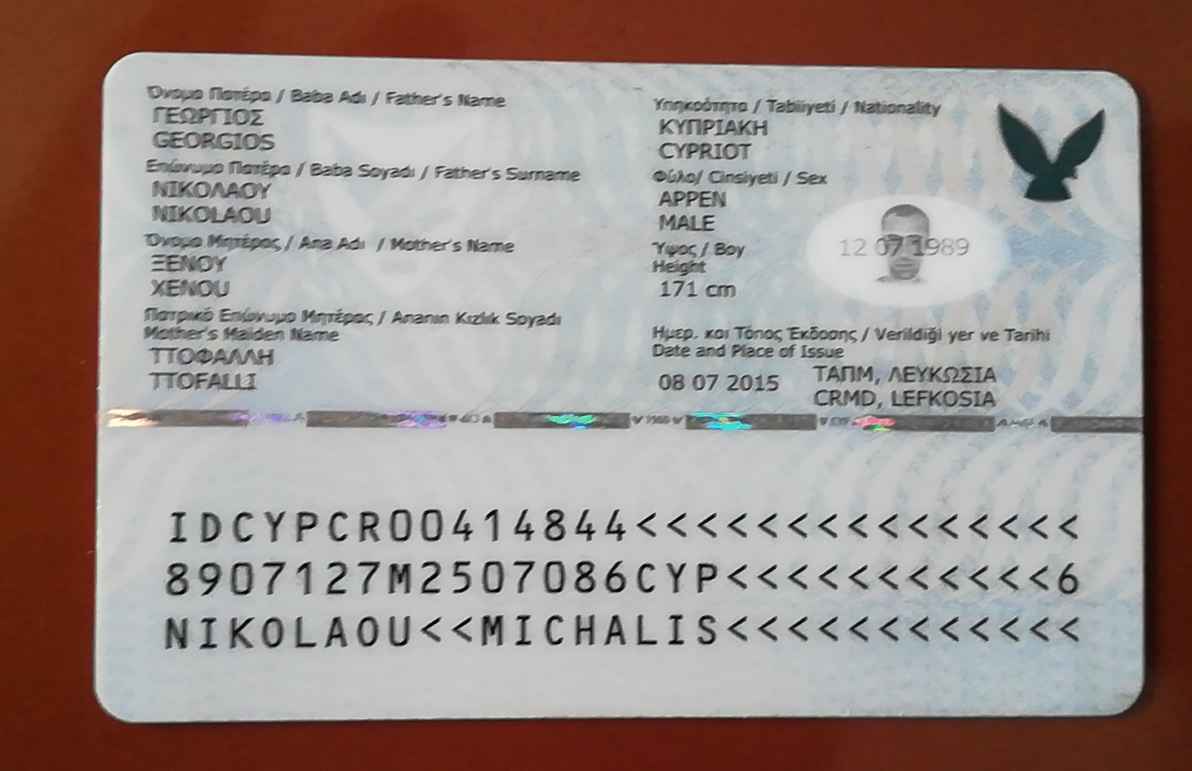 Όνομα Πατέρα / Baba Adı / Father's Name
ΓΕΩΡΓΙΟΣ
GEORGIOS
Επώνυμο Πατέρα / Baba Soyadı / Father's Surname
ΝΙΚΟΛΑΟΥ
NIKOLAOU
Όνομα Μητέρας / Ana Adı / Mother's Name
ΞΕΝΟΥ
XENOU
Πατρικό Επώνυμο Μητέρας / Ananın Kızlık Soyadı
Mother's Maiden Name
ΤΤΟΦΑΛΛΗ
TTOFALLI
Υπηκοότητα / Tabiiyeti / Nationality
ΚΥΠΡΙΑΚΗ
CYPRIOT
Φύλο/ Cinsiyeti / Sex
ΑΡΡΕΝ
MALE
Ύψος / Boy
Height
171 cm
12 07 1989
Ημερ. και Τόπος Έκδοσης / Verildiği yer ve Tarihi
Date and Place of Issue
08 07 2015
ΤΑΠΜ, ΛΕΥΚΩΣΙΑ
CRMD, LEFKOSIA
IDCYPCR00414844<<<<<<<<<<<<<<<
8907127M2507086CYP<<<<<<<<<<<6
NIKOLAOU<<MICHALIS<<<<<<<<<<<<